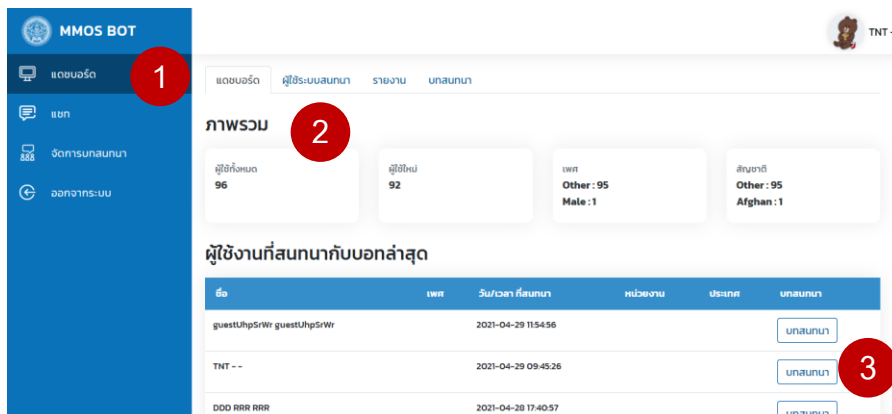 MMOS BOT
TNT -
แดชบอร์ด
1
แชท
จัดการบทสนทนา
ออกจากระบบ
แดชบอร์ด ผู้ใช้ระบบสนทนา รายงาน บทสนทนา
ภาพรวม
2
ผู้ใช้ทั้งหมด ผู้ใช้ใหม่ เพศ สัญชาติ
96 92 Other : 95 Other : 95
Male : 1 Afghan : 1
ผู้ใช้งานที่สนทนากับบอทล่าสุด
ชื่อ เพศ วัน/เวลา ที่สนทนา หน่วยงาน ประเทศ บทสนทนา
guestUhpSrWr guestUhpSrWr 2021-04-29 11:54:56 บทสนทนา
TNT - - 2021-04-29 09:45:26 บทสนทนา 3
DDD RRR RRR 2021-04-28 17:40:57 บทสนทนา